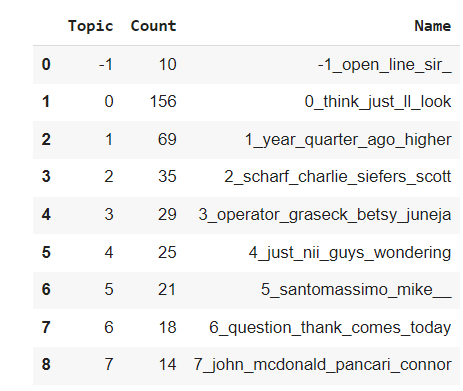 Topic Count Name
0 -1 10 -1_open_line_sir_
1 0 156 0_think_just_ll_look
2 1 69 1_year_quarter_ago_higher
3 2 35 2_scharf_charlie_siefers_scott
4 3 29 3_operator_graseck_betsy_juneja
5 4 25 4_just_nii_guys_wondering
6 5 21 5_santomassimo_mike__
7 6 18 6_question_thank_comes_today
8 7 14 7_john_mcdonald_pancari_connor